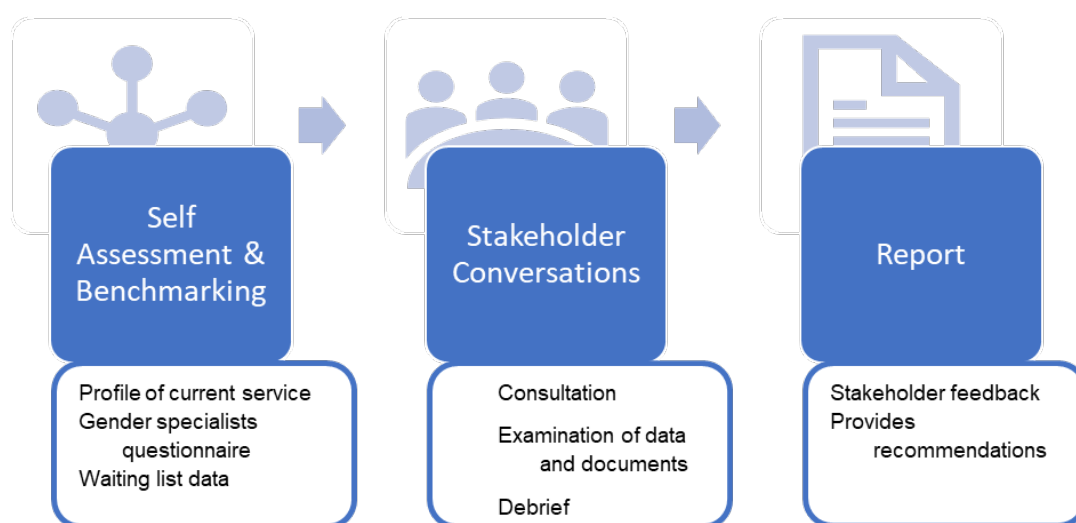 Self
Assessment &
Benchmarking
Profile of current service
Gender specialists
questionnaire
Waiting list data
Stakeholder
Conversations
Consultation
Examination of data
and documents
Debrief
Report
Stakeholder feedback
Provides
recommendations